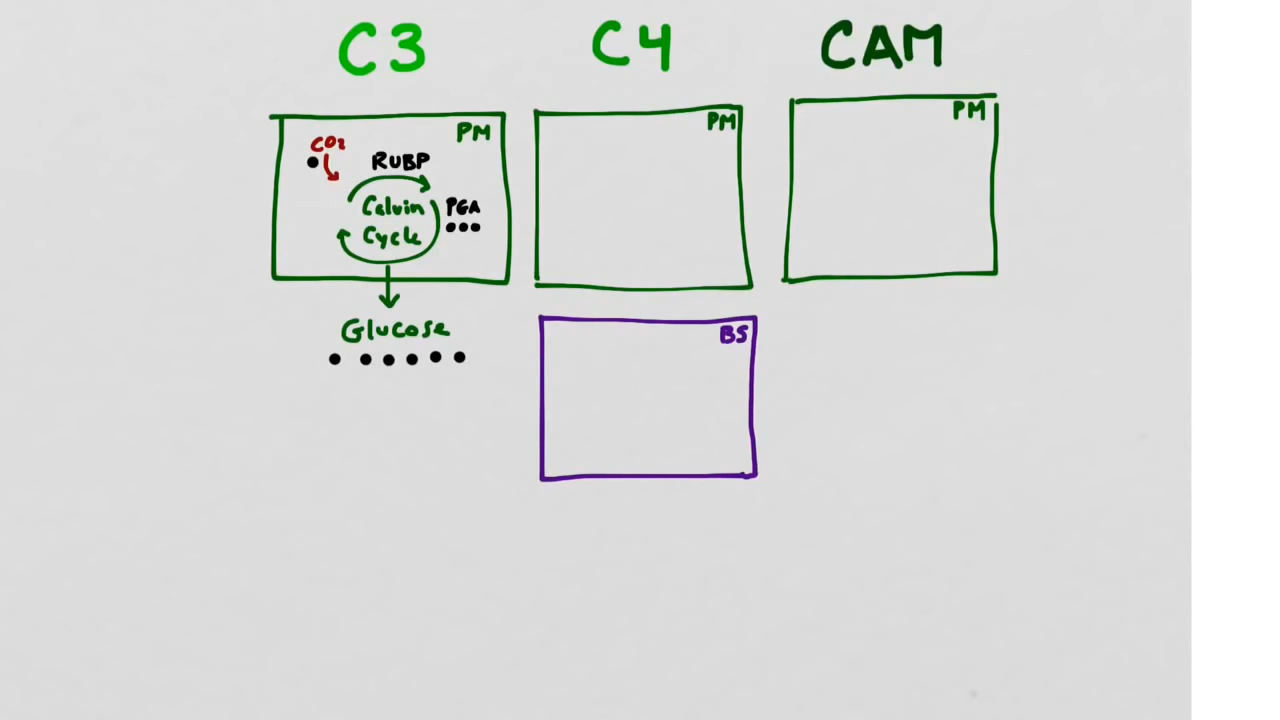 C3
C4
CAM
PM
CO2
RUBP
Calvin
Cycle
PGA
Glucose
PM
BS
PM